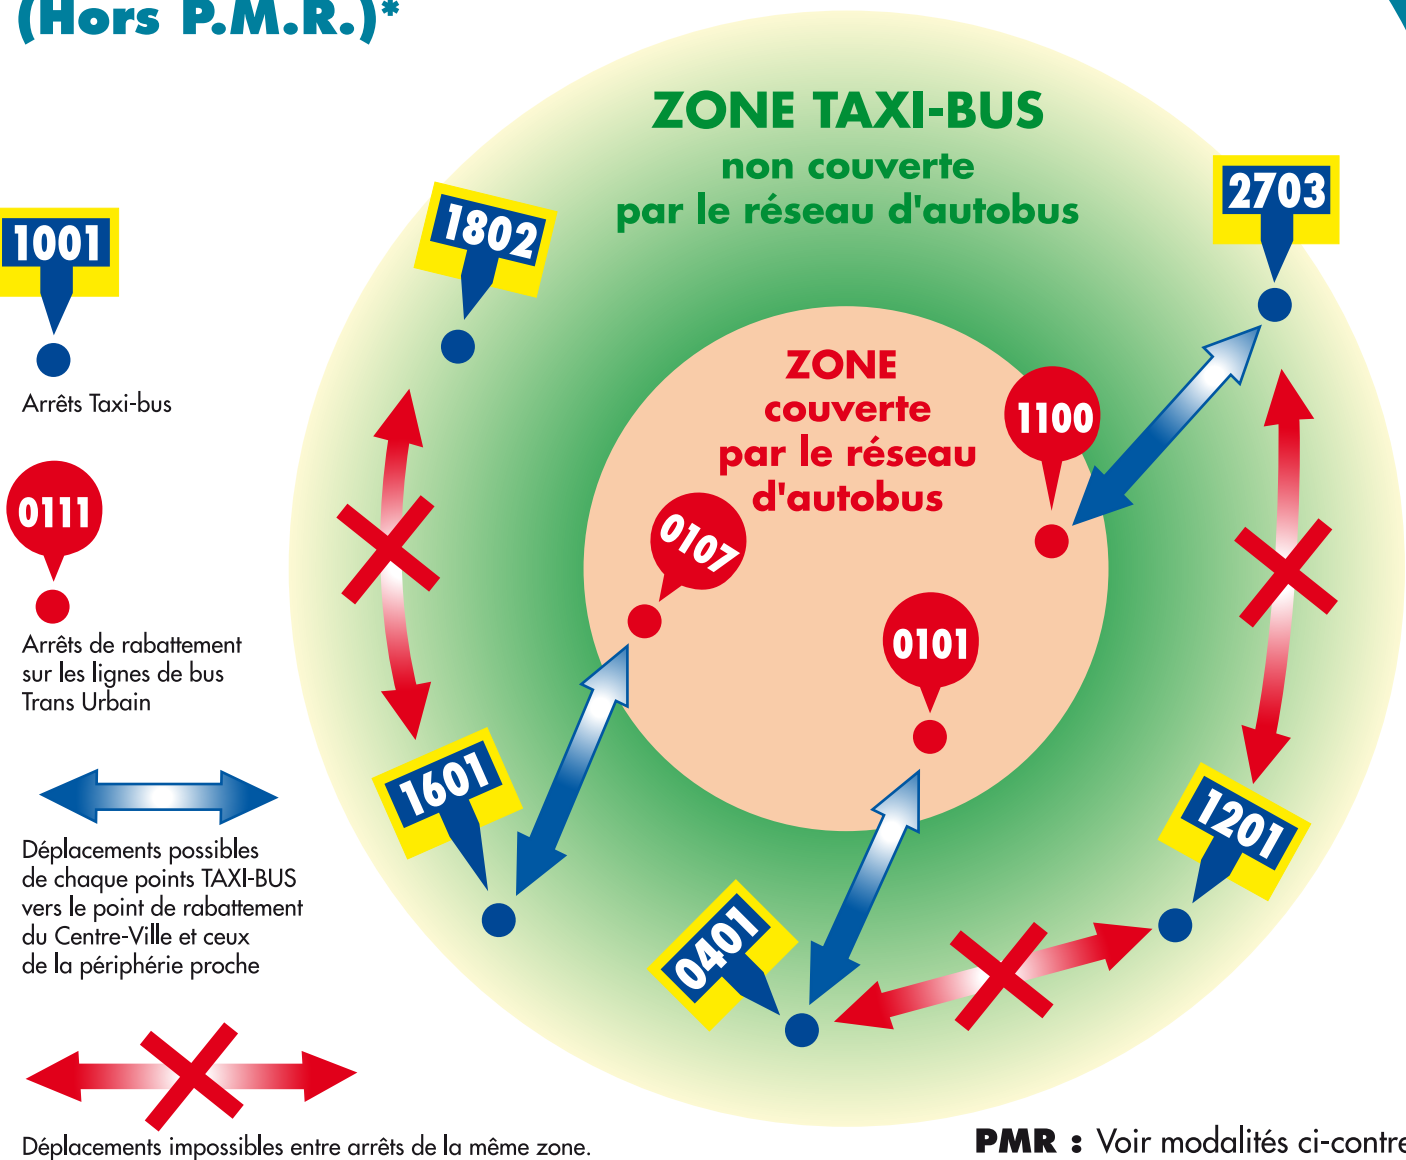 (Hors P.M.R.)*
ZONE TAXI-BUS
non couverte
par le réseau d'autobus
2703
1802
1001
Arrêts Taxi-bus
ZONE
couverte
par le réseau
d'autobus
1100
0107
0111
0101
Arrêts de rabattement
sur les lignes de bus
Trans Urbain
1601
1201
0401
Déplacements possibles
de chaque points TAXI-BUS
vers le point de rabattement
du Centre-Ville et ceux
de la périphérie proche
Déplacements impossibles entre arrêts de la même zone.
PMR : Voir modalités ci-contre